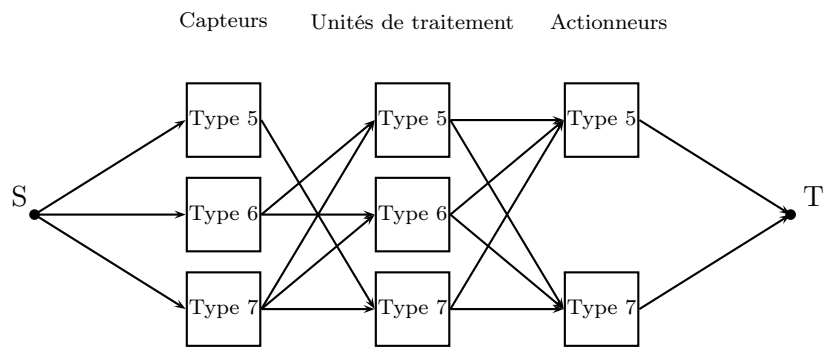 Capteurs
Unités de traitement
Actionneurs
Type 5
Type 5
Type 5
S
Type 6
Type 6
T
Type 7
Type 7
Type 7